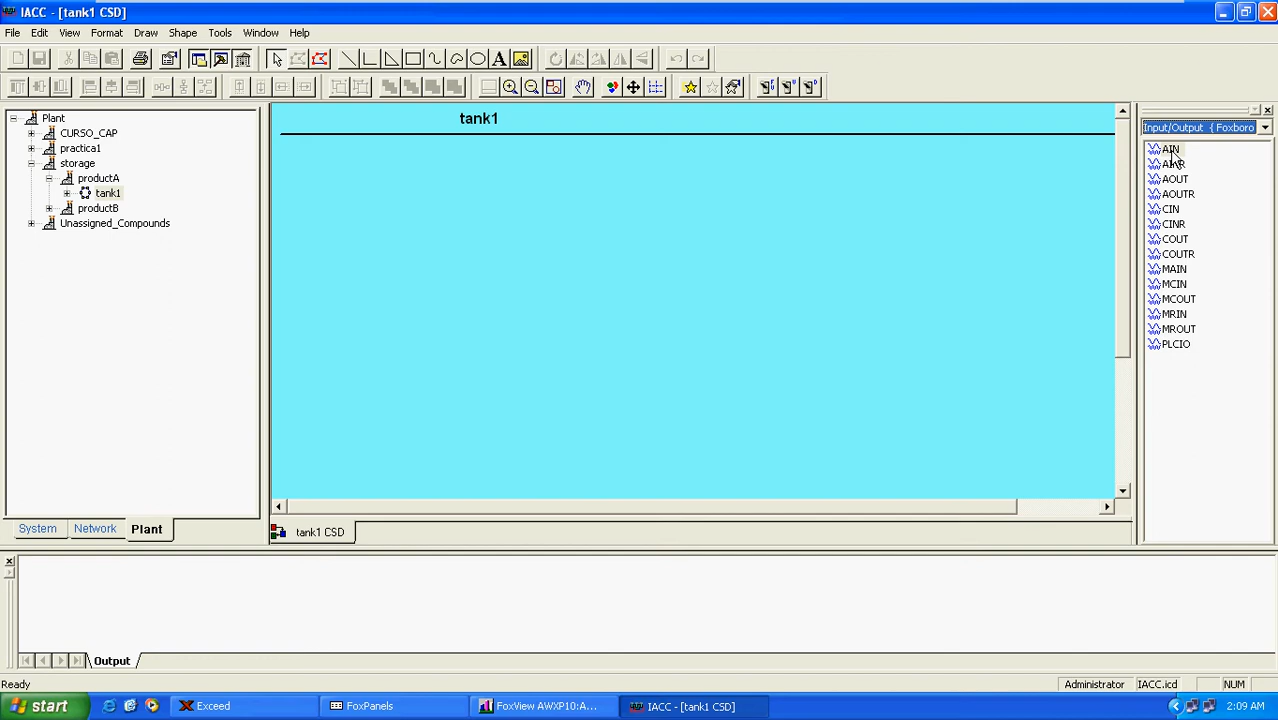 IACC - [tank1 CSD]
File Edit View Format Draw Shape Tools Window Help
Plant
CURSO_CAP
practica1
storage
productA
tank1
productB
Unassigned_Compounds
System Network Plant
tank1
tank1 CSD
Input/Output { Foxboro
AIN
AINR
AOUT
AOUTR
CIN
CINR
COUT
COUTR
MAIN
MCIN
MCOUT
MRIN
MROUT
PLCIO
Output
Ready
Administrator IACC.icd NUM
start Exceed FoxPanels FoxView AWXP10:A... IACC - [tank1 CSD] 2:09 AM